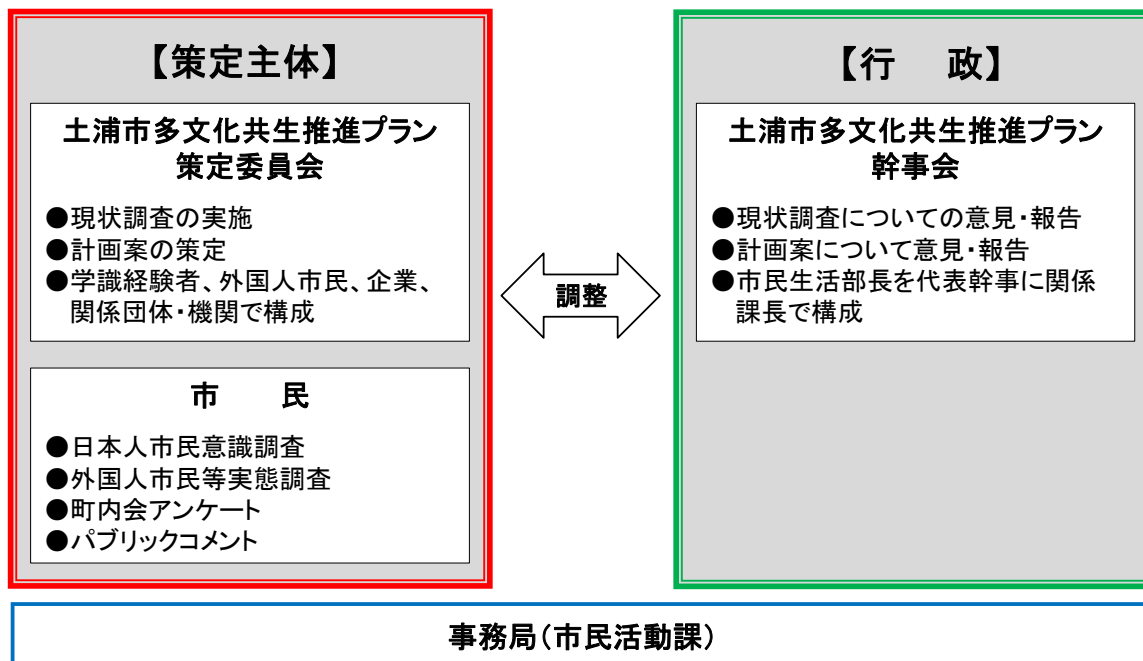 【策定主体】
土浦市多文化共生推進プラン
策定委員会
●現状調査の実施
●計画案の策定
●学識経験者、外国人市民、企業、
関係団体・機関で構成
市　　民
●日本人市民意識調査
●外国人市民等実態調査
●町内会アンケート
●パブリックコメント
調整
【行　政】
土浦市多文化共生推進プラン
幹事会
●現状調査についての意見・報告
●計画案について意見・報告
●市民生活部長を代表幹事に関係
課長で構成
事務局（市民活動課）